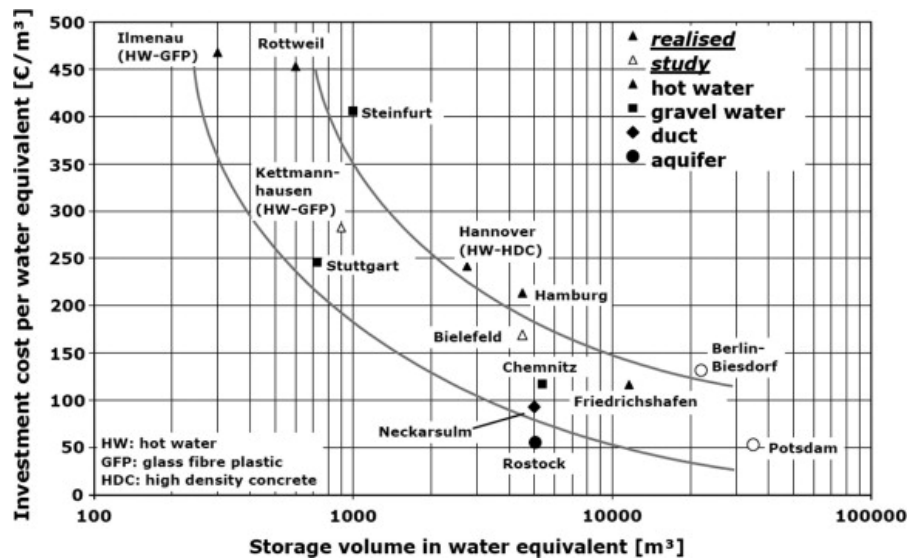 Investment cost per water equivalent [€/m³]
500
450
400
350
300
250
200
150
100
50
0
Ilmenau
(HW-GFP)
Rottweil
Steinfurt
Kettmann-
hausen
(HW-GFP)
Stuttgart
Hannover
(HW-HDC)
Hamburg
Bielefeld
Chemnitz
Berlin-
Biesdorf
Friedrichshafen
Neckarsulm
Rostock
Potsdam
realised
study
hot water
gravel water
duct
aquifer
HW: hot water
GFP: glass fibre plastic
HDC: high density concrete
100
1000
10000
100000
Storage volume in water equivalent [m³]